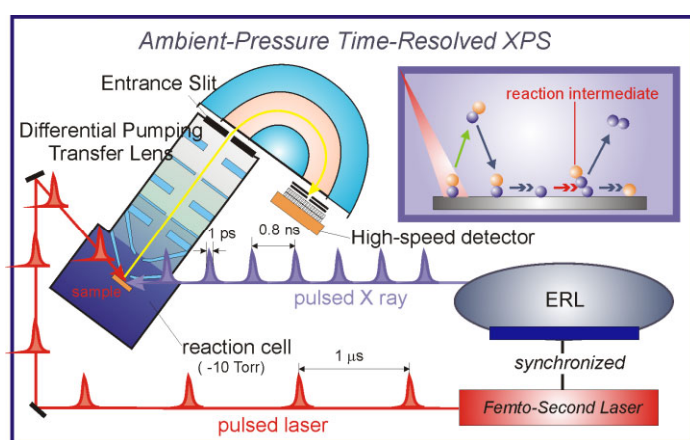 Ambient-Pressure Time-Resolved XPS
Entrance Slit
Differential Pumping
Transfer Lens
reaction intermediate
High-speed detector
1 ps
0.8 ns
sample
pulsed X ray
ERL
reaction cell
( -10 Torr)
synchronized
1 μs
Femto-Second Laser
pulsed laser